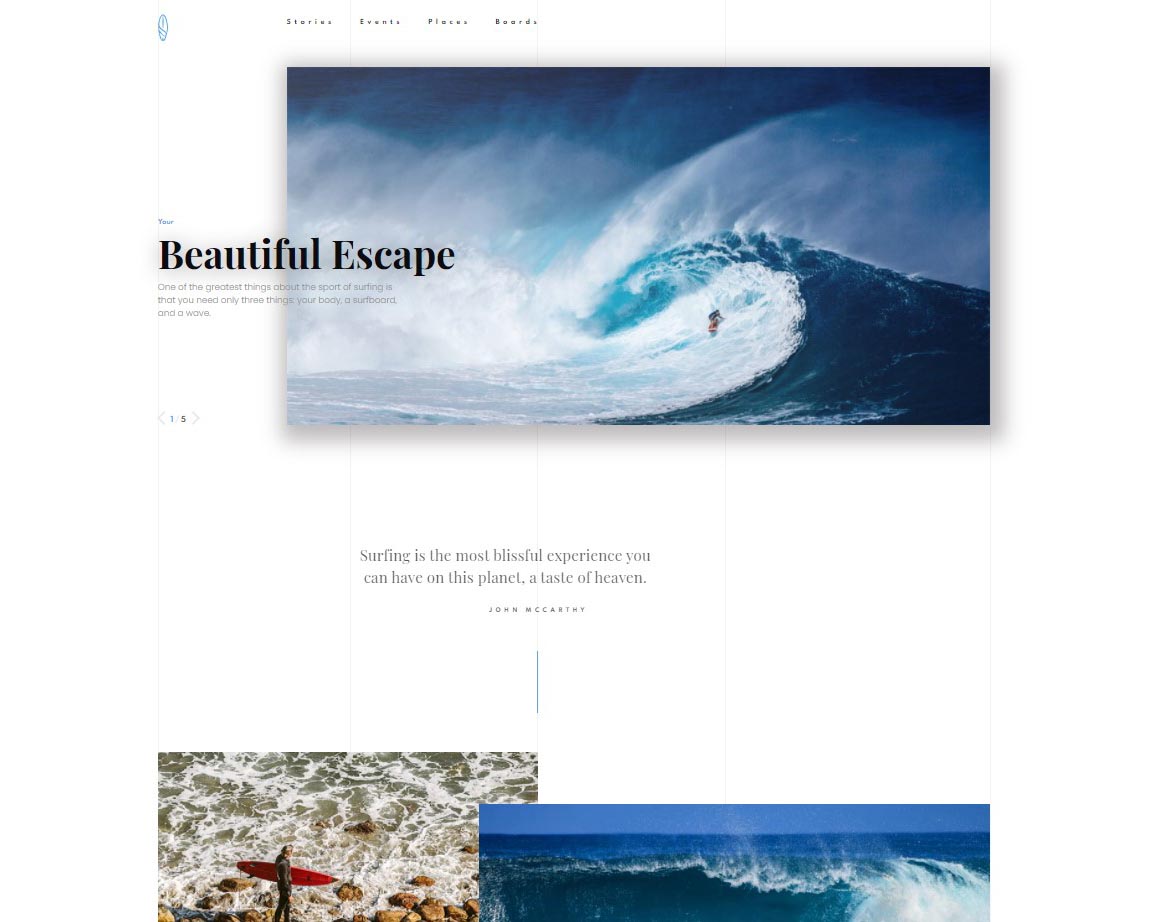 Stories Events Places Boards
Your
Beautiful Escape
One of the greatest things about the sport of surfing is
that you need only three things: your body, a surfboard,
and a wave.
1 / 5
Surfing is the most blissful experience you
can have on this planet, a taste of heaven.
JOHN MCCARTHY